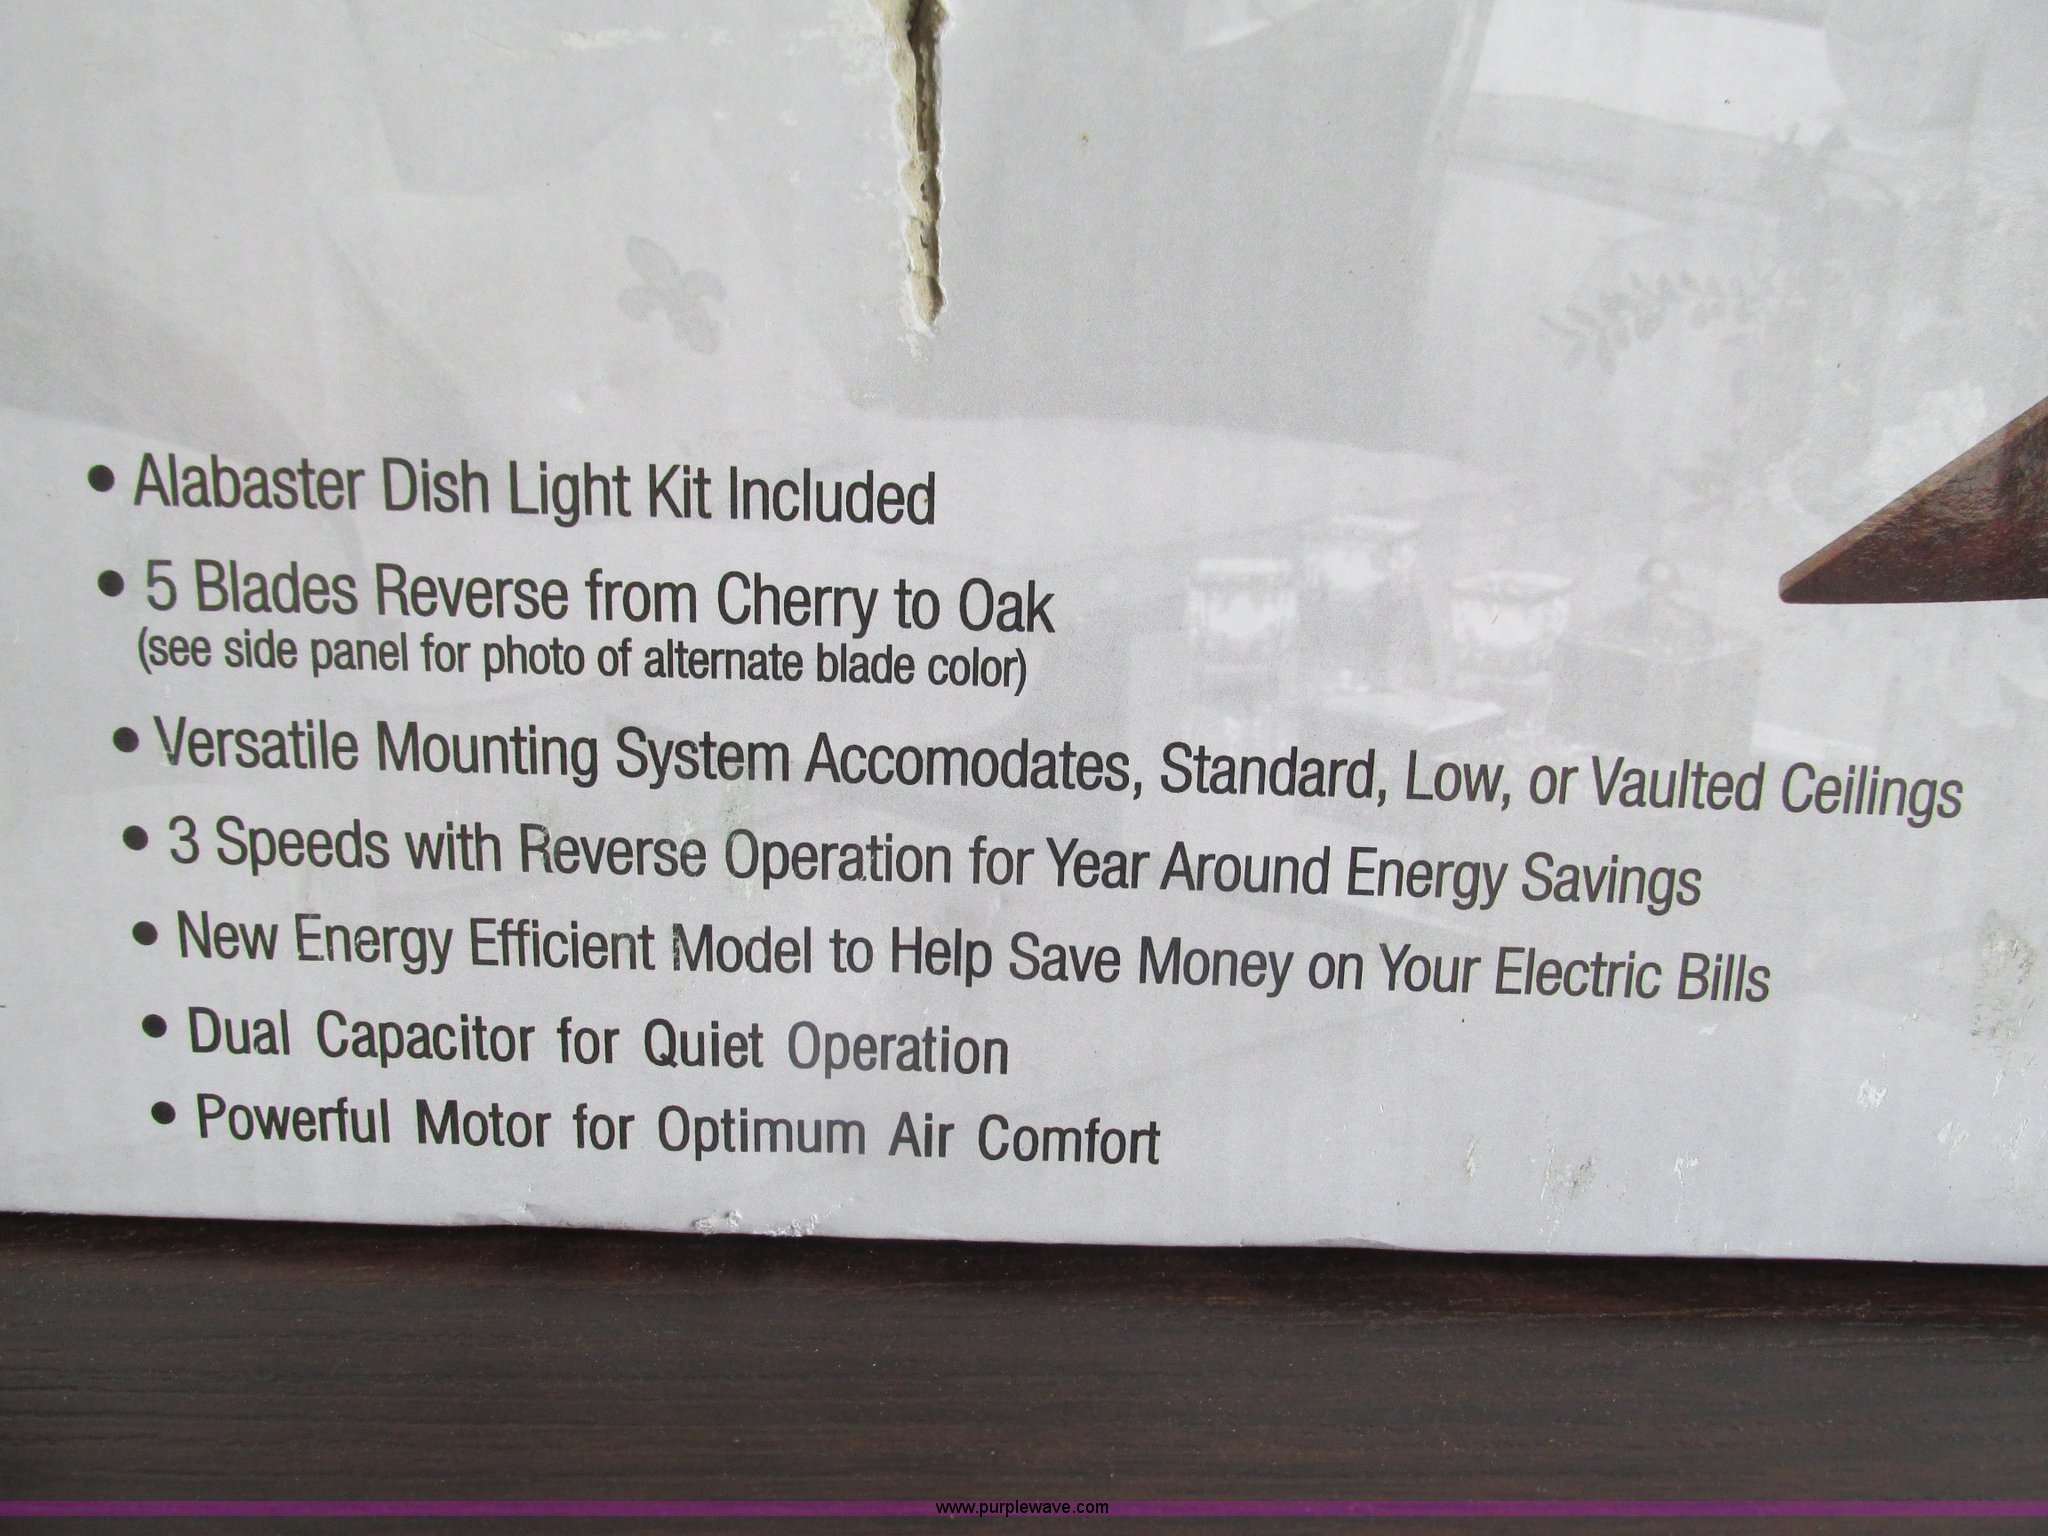 • Alabaster Dish Light Kit Included
• 5 Blades Reverse from Cherry to Oak
(see side panel for photo of alternate blade color)
• Versatile Mounting System Accomodates, Standard, Low, or Vaulted Ceilings
• 3 Speeds with Reverse Operation for Year Around Energy Savings
• New Energy Efficient Model to Help Save Money on Your Electric Bills
• Dual Capacitor for Quiet Operation
• Powerful Motor for Optimum Air Comfort
www.purplewave.com